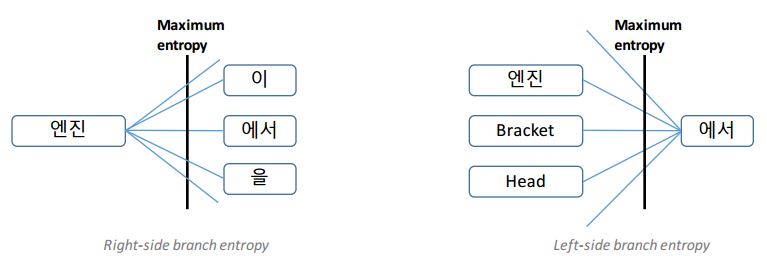 Maximum
entropy
엔진
이
에서
을
Right-side branch entropy
Maximum
entropy
엔진
Bracket
Head
에서
Left-side branch entropy